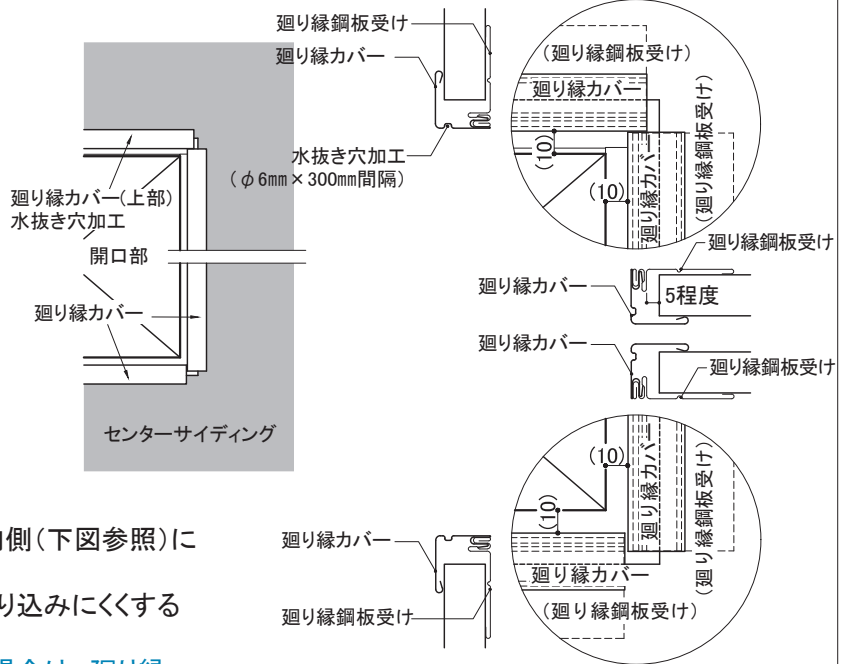 廻り縁鋼板受け
廻り縁カバー
水抜き穴加工
(φ6㎜×300㎜間隔)
(廻り縁鋼板受け)
廻り縁カバー
(10)
(10)
廻り縁カバー
(廻り縁鋼板受け)
廻り縁カバー(上部)
水抜き穴加工
開口部
廻り縁カバー
センターサイディング
廻り縁鋼板受け
廻り縁カバー
5程度
廻り縁カバー
廻り縁鋼板受け
(10)
(10)
廻り縁カバー
(廻り縁鋼板受け)
廻り縁カバー
廻り縁鋼板受け
廻り縁カバー
(廻り縁鋼板受け)
側(下図参照)に
り込みにくくする